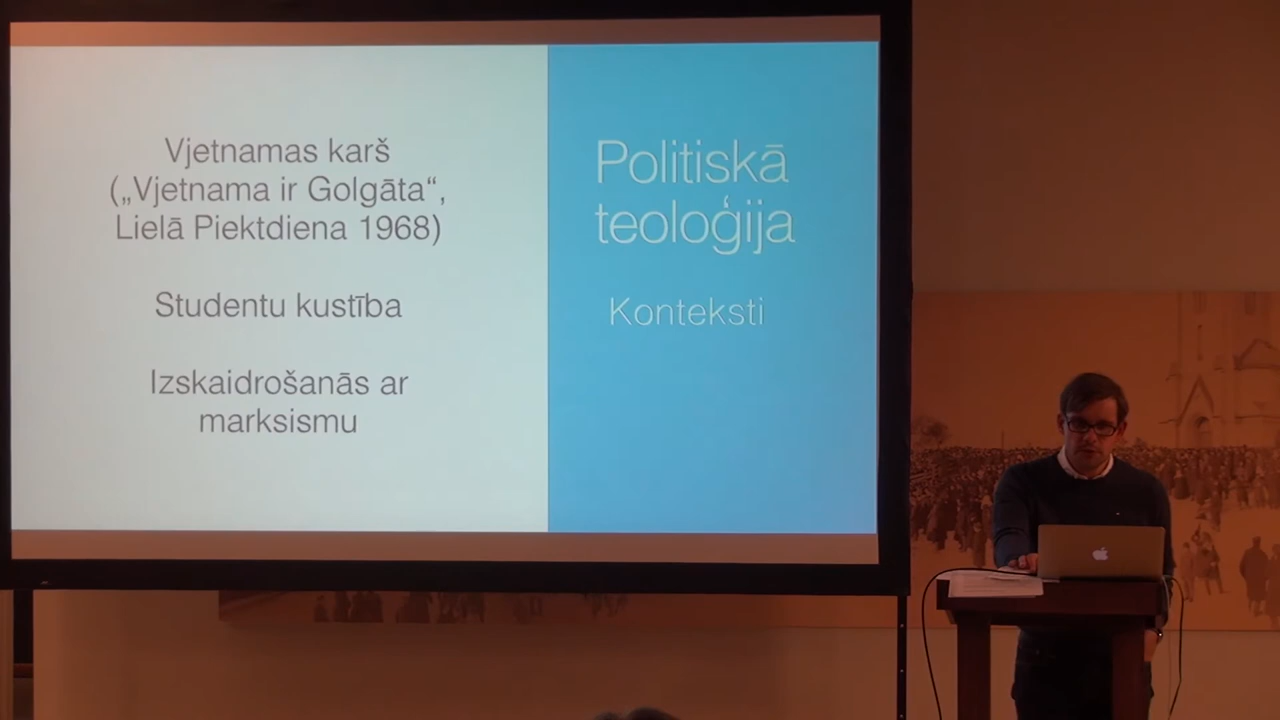 Vjetnamas karš
(„Vjetnama ir Golgāta“,
Lielā Piektdiena 1968)
Studentu kustība
Izskaidrošanās ar
marksismu
Politiskā
teoloģija
Konteksti